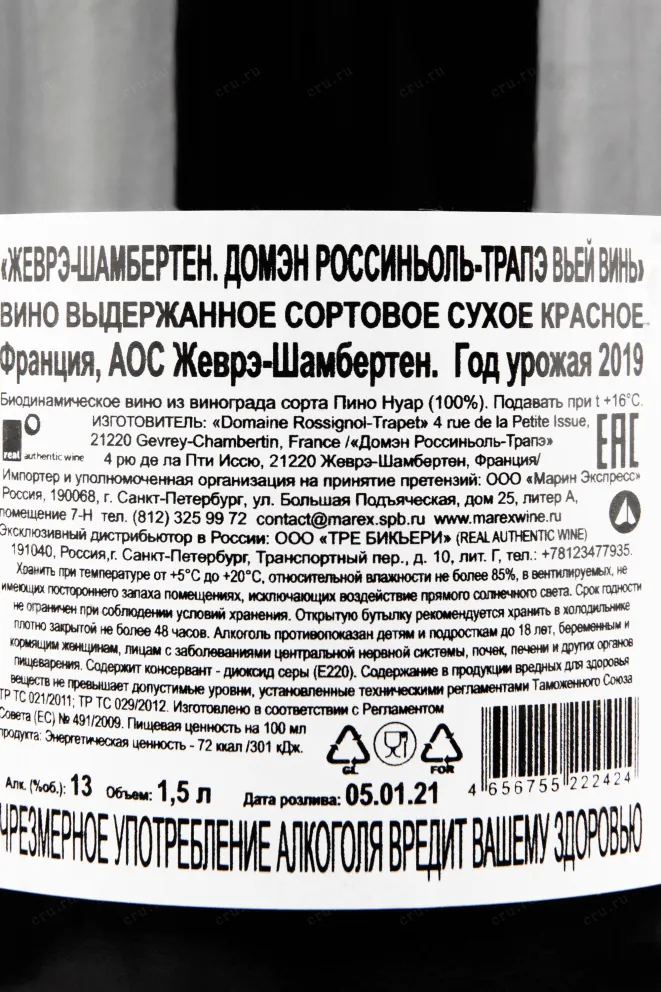 «ЖЕВРЭ-ШАМБЕРТЕН. ДОМЭН РОССИНЬОЛЬ-ТРАПЭ ВЬЕЙ ВИНЬ»
ВИНО ВЫДЕРЖАННОЕ СОРТОВОЕ СУХОЕ КРАСНОЕ
Франция, АОС Жеврэ-Шамбертен. Год урожая 2019
Биодинамическое вино из винограда сорта Пино Нуар (100%). Подавать при t +16°C.
ИЗГОТОВИТЕЛЬ: «Domaine Rossignol-Trapet» 4 rue de la Petite Issue,
21220 Gevrey-Chambertin, France /«Домэн Россиньоль-Трапэ»
real authentic wine
4 рю де ла Пти Иссю, 21220 Жеврэ-Шамбертен, Франция/
EAC
Импортер и уполномоченная организация на принятие претензий: ООО «Марин Экспресс»
Россия, 190068, г. Санкт-Петербург, ул. Большая Подъяческая, дом 25, литер А,
помещение 7-Н тел. (812) 325 99 72 contact@marex.spb.ru www.marexwine.ru
Эксклюзивный дистрибьютор в России: ООО «ТРЕ БИКЬЕРИ» (REAL AUTHENTIC WINE)
191040, Россия,г. Санкт-Петербург, Транспортный пер., д. 10, лит. Г, тел.: +78123477935.
Хранить при температуре от +5°C до +20°C, относительной влажности не более 85%, в вентилируемых, не
имеющих постороннего запаха помещениях, исключающих воздействие прямого солнечного света. Срок годности
не ограничен при соблюдении условий хранения. Открытую бутылку рекомендуется хранить в холодильнике
плотно закрытой не более 48 часов. Алкоголь противопоказан детям и подросткам до 18 лет, беременным и
кормящим женщинам, лицам с заболеваниями центральной нервной системы, почек, печени и других органов
пищеварения. Содержит консервант - диоксид серы (Е220). Содержание в продукции вредных для здоровья
веществ не превышает допустимые уровни, установленные техническими регламентами Таможенного Союза
ТР ТС 021/2011; ТР ТС 029/2012. Изготовлено в соответствии с Регламентом
Совета (ЕС) № 491/2009. Пищевая ценность на 100 мл
продукта: Энергетическая ценность - 72 ккал /301 кДж.
GL
FOR
4 656755 222424
Алк. (%об.): 13 Объем: 1,5 л Дата розлива: 05.01.21
ЧРЕЗМЕРНОЕ УПОТРЕБЛЕНИЕ АЛКОГОЛЯ ВРЕДИТ ВАШЕМУ ЗДОРОВЬЮ